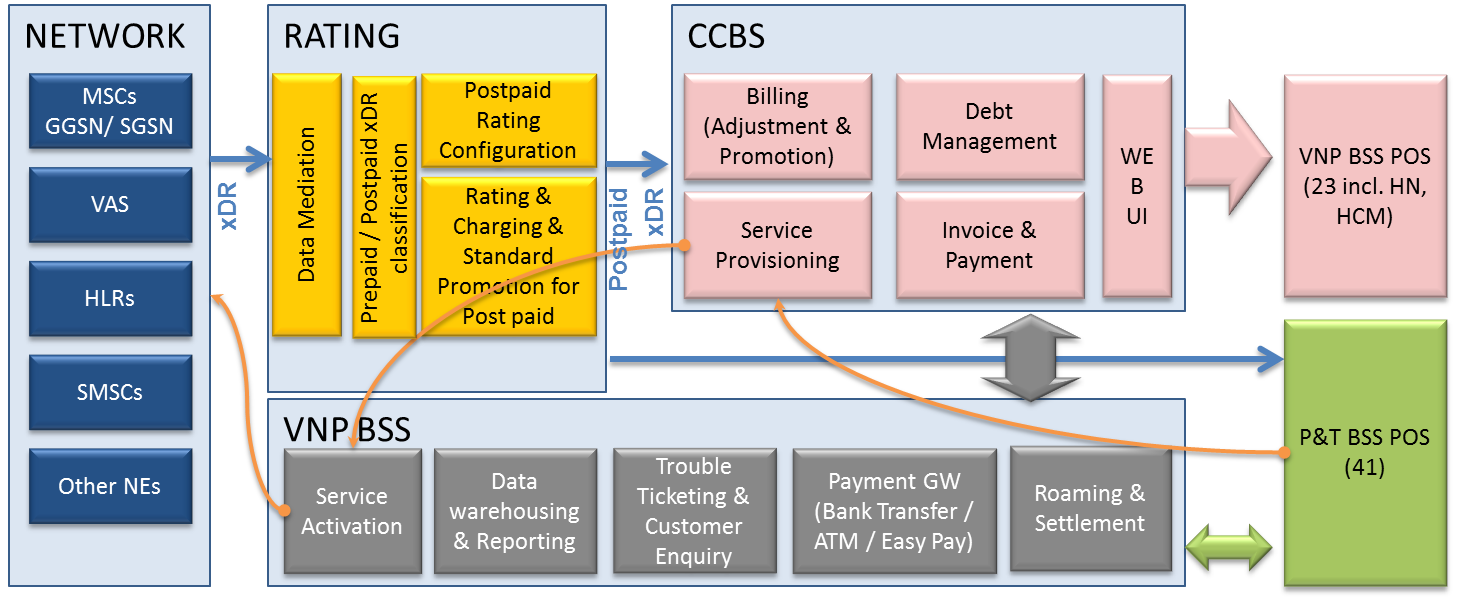 NETWORK
MSCs
GGSN/ SGSN
VAS
HLRs
SMSCs
Other NEs
xDR
RATING
Data Mediation
Prepaid / Postpaid xDR
classification
Postpaid
Rating
Configuration
Rating &
Charging &
Standard
Promotion for
Post paid
Postpaid
xDR
CCBS
Billing
(Adjustment &
Promotion)
Debt
Management
Service
Provisioning
Invoice &
Payment
WE
B
UI
VNP BSS POS
(23 incl. HN,
HCM)
P&T BSS POS
(41)
VNP BSS
Service
Activation
Data
warehousing
& Reporting
Trouble
Ticketing &
Customer
Enquiry
Payment GW
(Bank Transfer /
ATM / Easy Pay)
Roaming &
Settlement